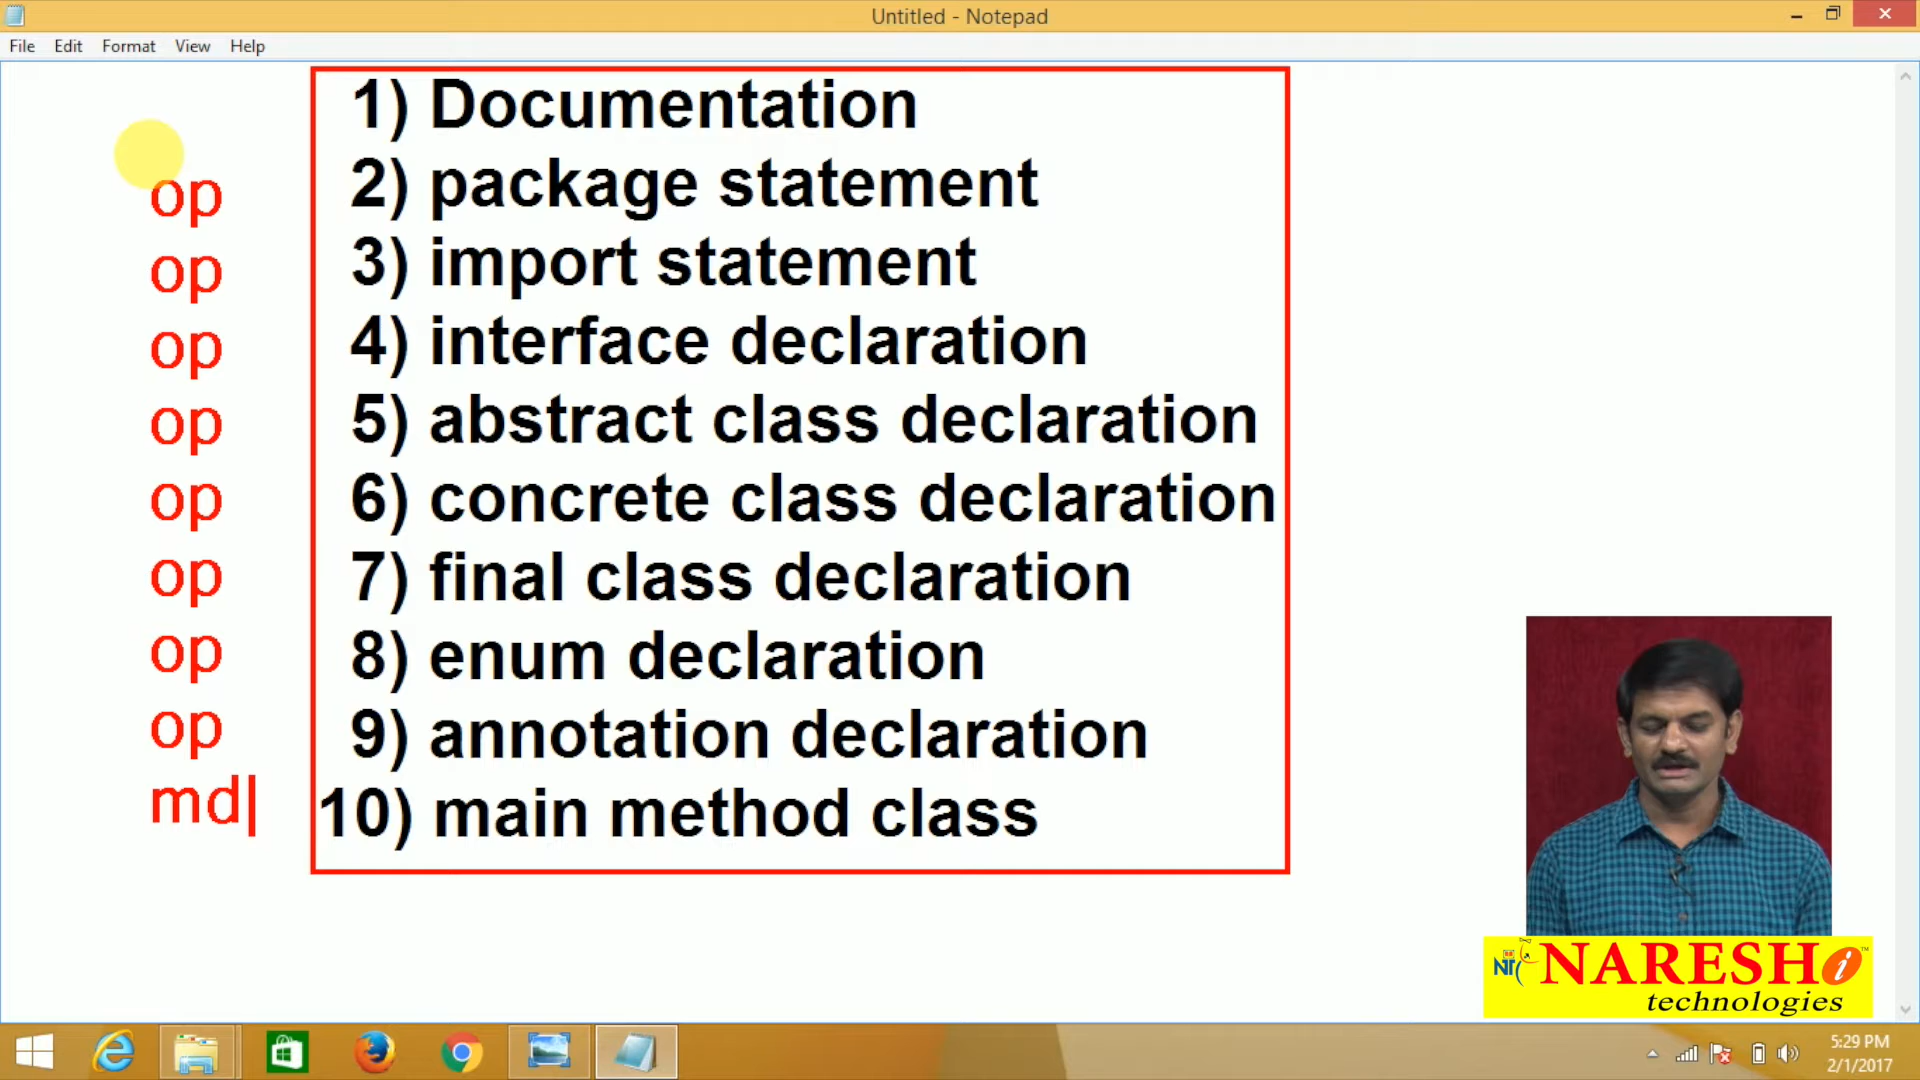 Untitled - Notepad
File Edit Format View Help
1) Documentation
op 2) package statement
op 3) import statement
op 4) interface declaration
op 5) abstract class declaration
op 6) concrete class declaration
op 7) final class declaration
op 8) enum declaration
op 9) annotation declaration
md 10) main method class
NT
NARESH i ™
technologies
5:29 PM
2/1/2017